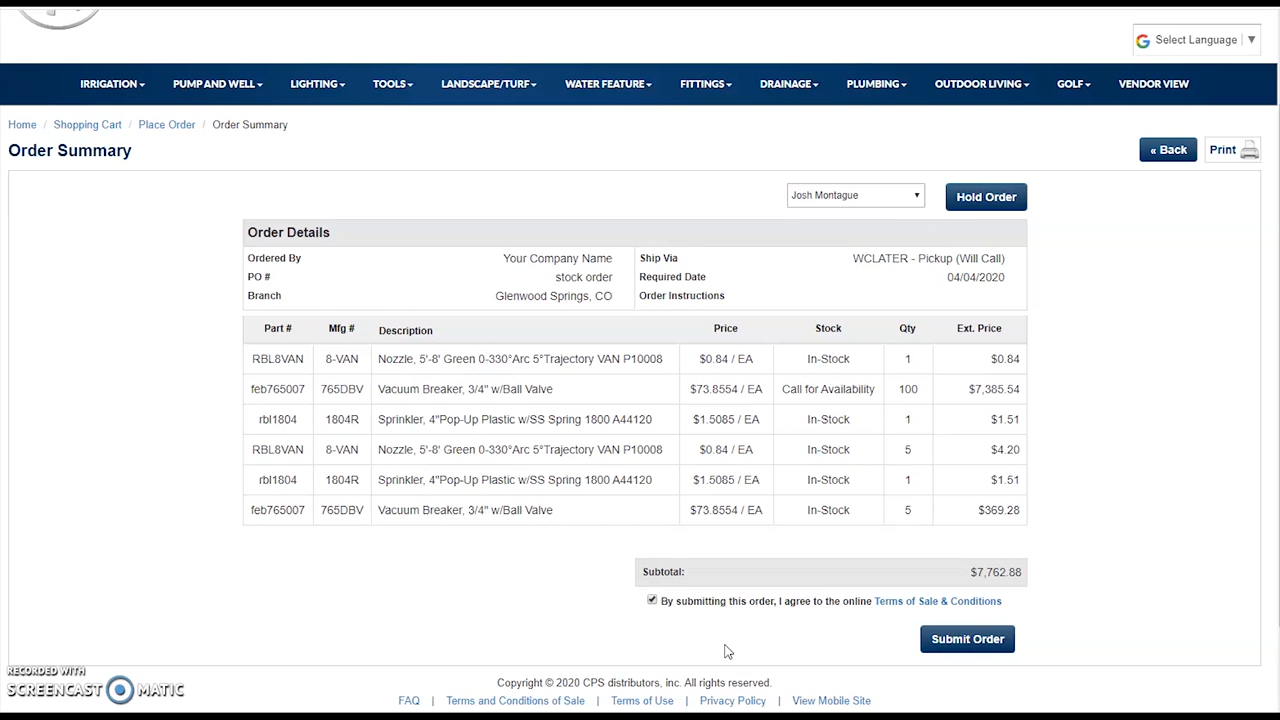 Select Language
IRRIGATION PUMP AND WELL LIGHTING TOOLS LANDSCAPE/TURF WATER FEATURE FITTINGS DRAINAGE PLUMBING OUTDOOR LIVING GOLF VENDOR VIEW
Home / Shopping Cart / Place Order / Order Summary
Order Summary « Back Print
Josh Montague Hold Order
Order Details
Ordered By Your Company Name Ship Via WCLATER - Pickup (Will Call)
PO # stock order Required Date 04/04/2020
Branch Glenwood Springs, CO Order Instructions
Part # Mfg # Description Price Stock Qty Ext. Price
RBL8VAN 8-VAN Nozzle, 5'-8' Green 0-330°Arc 5°Trajectory VAN P10008 $0.84 / EA In-Stock 1 $0.84
feb765007 765DBV Vacuum Breaker, 3/4" w/Ball Valve $73.8554 / EA Call for Availability 100 $7,385.54
rbl1804 1804R Sprinkler, 4"Pop-Up Plastic w/SS Spring 1800 A44120 $1.5085 / EA In-Stock 1 $1.51
RBL8VAN 8-VAN Nozzle, 5'-8' Green 0-330°Arc 5°Trajectory VAN P10008 $0.84 / EA In-Stock 5 $4.20
rbl1804 1804R Sprinkler, 4"Pop-Up Plastic w/SS Spring 1800 A44120 $1.5085 / EA In-Stock 1 $1.51
feb765007 765DBV Vacuum Breaker, 3/4" w/Ball Valve $73.8554 / EA In-Stock 5 $369.28
Subtotal: $7,762.88
By submitting this order, I agree to the online Terms of Sale & Conditions
Submit Order
RECORDED WITH
SCREENCAST MATIC
Copyright © 2020 CPS distributors, inc. All rights reserved.
FAQ | Terms and Conditions of Sale | Terms of Use | Privacy Policy | View Mobile Site